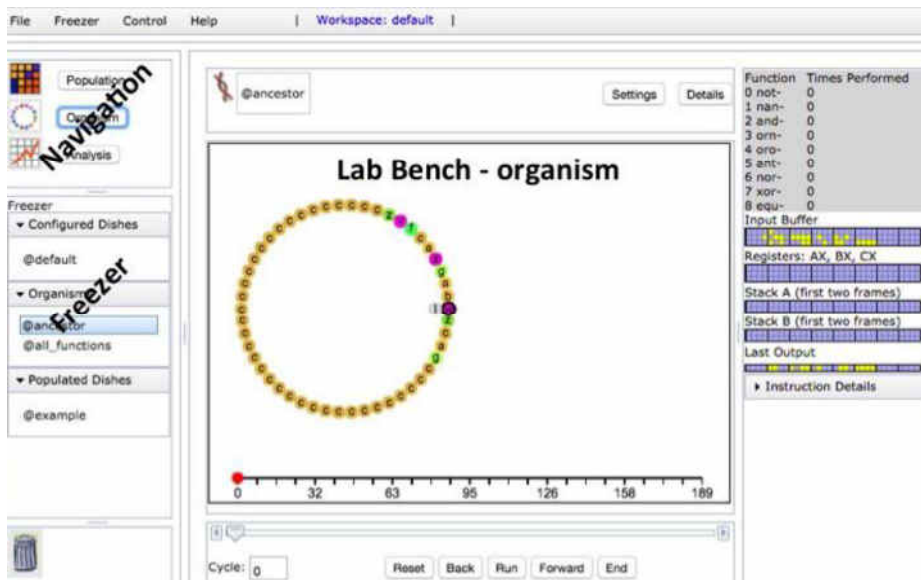 File Freezer Control Help | Workspace: default |
Population
Organism
Analysis
Navigation
@ancestor
Settings Details
Freezer
▾ Configured Dishes
@default
▾ Organism
@ancestor
@all_functions
▾ Populated Dishes
@example
Freezer
Lab Bench - organism
0 32 63 95 126 158 189
Cycle: 0
Reset Back Run Forward End
Function Times Performed
0 not- 0
1 nan- 0
2 and- 0
3 orn- 0
4 oro- 0
5 ant- 0
6 nor- 0
7 xor- 0
8 equ- 0
Input Buffer
Registers: AX, BX, CX
Stack A (first two frames)
Stack B (first two frames)
Last Output
▸ Instruction Details